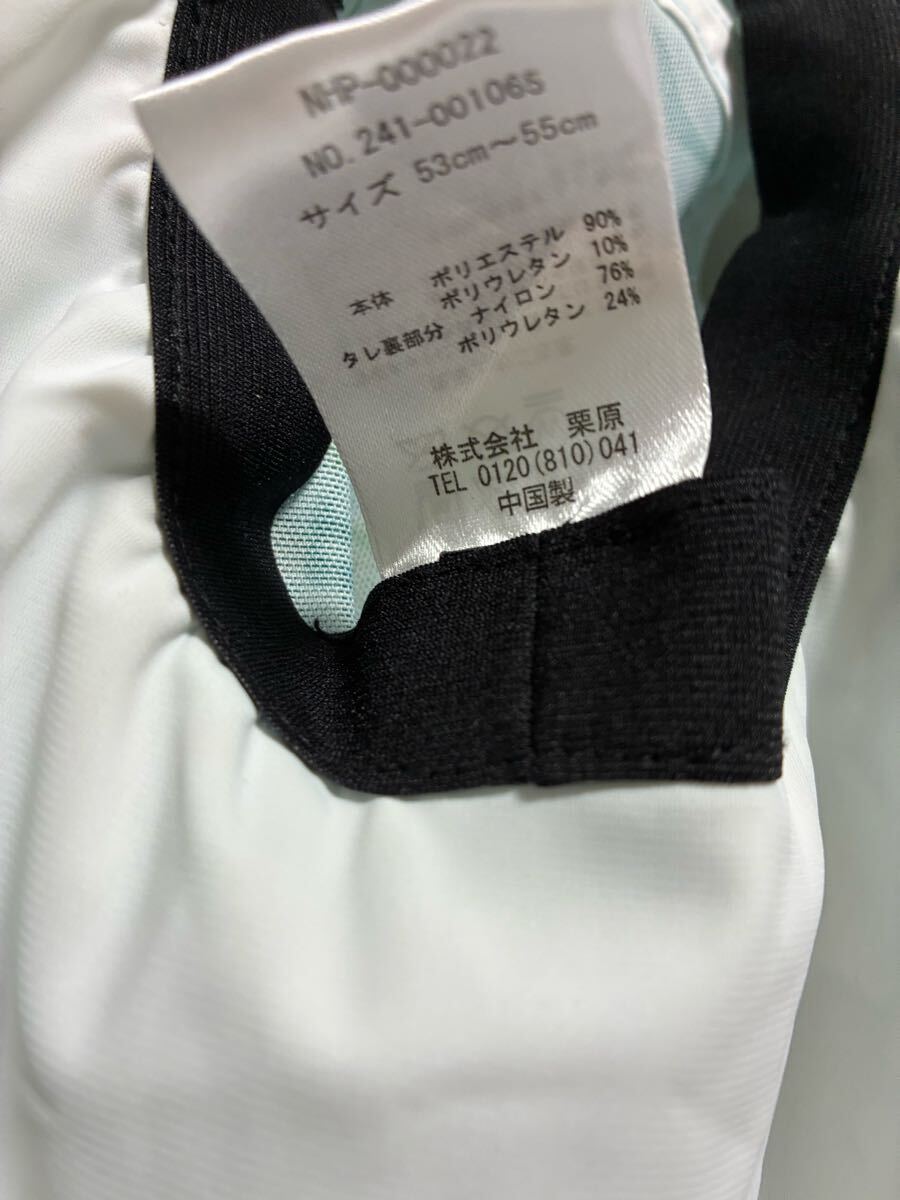 NHP-000022
NO. 241-00106S
サイズ 53cm～55cm
本体 ポリエステル 90%
ポリウレタン 10%
タレ裏部分 ナイロン 76%
ポリウレタン 24%
株式会社 栗原
TEL 0120(810)041
中国製